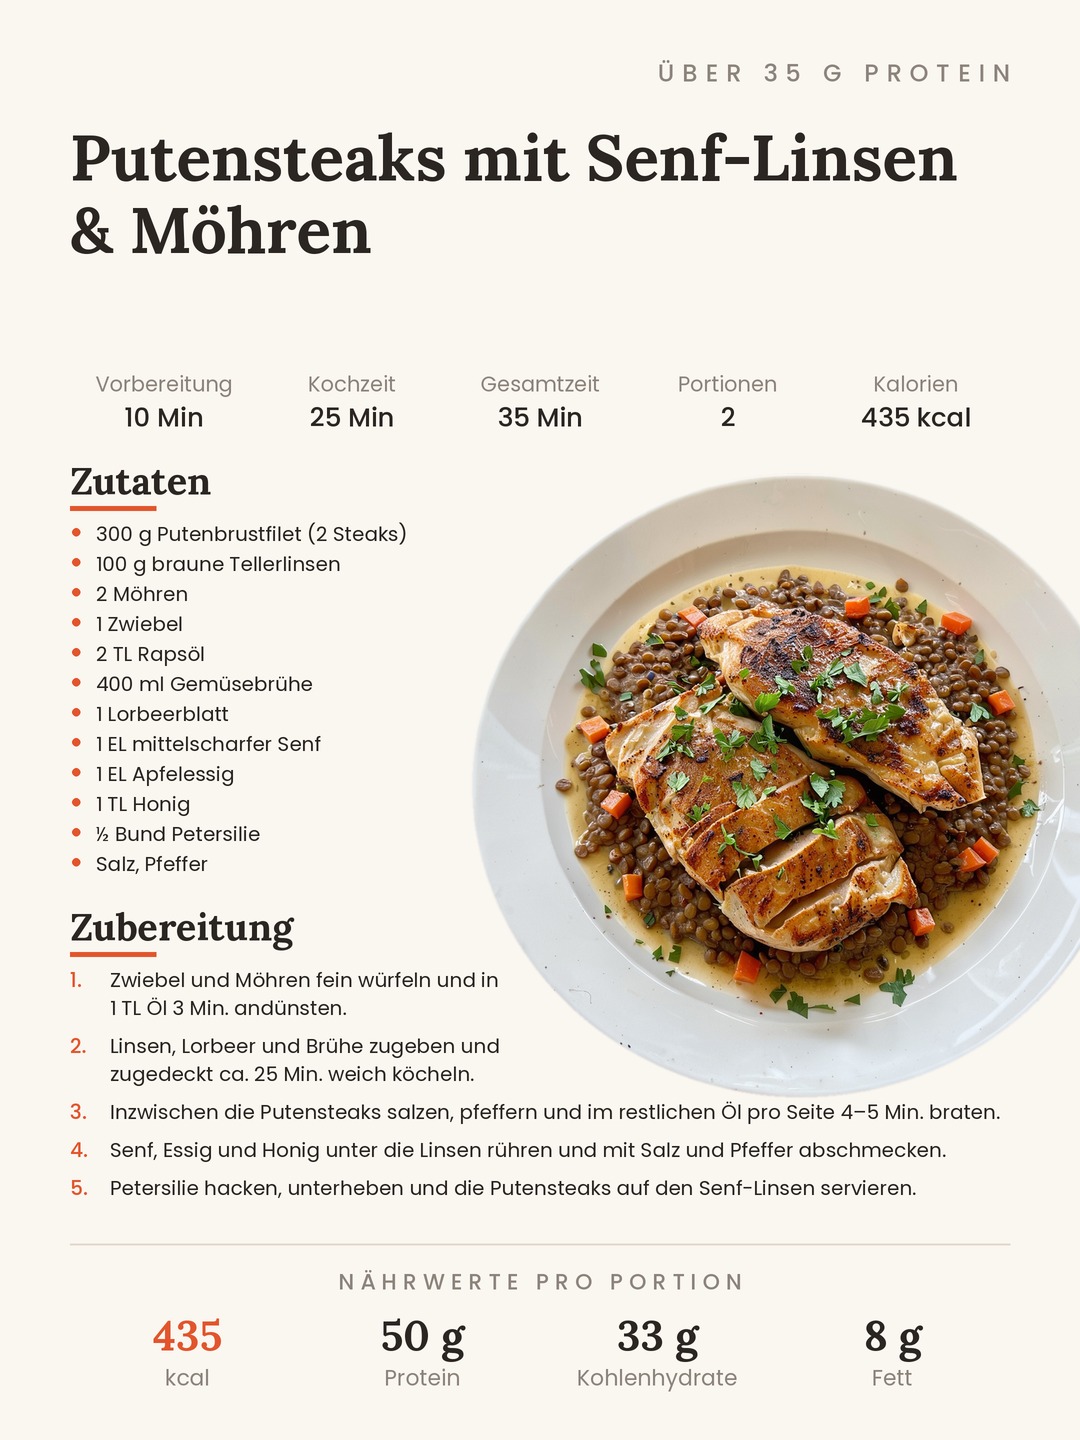 ÜBER 35 G PROTEIN
Putensteaks mit Senf-Linsen
& Möhren
Vorbereitung
10 Min
Kochzeit
25 Min
Gesamtzeit
35 Min
Portionen
2
Kalorien
435 kcal
Zutaten
• 300 g Putenbrustfilet (2 Steaks)
• 100 g braune Tellerlinsen
• 2 Möhren
• 1 Zwiebel
• 2 TL Rapsöl
• 400 ml Gemüsebrühe
• 1 Lorbeerblatt
• 1 EL mittelscharfer Senf
• 1 EL Apfelessig
• 1 TL Honig
• ½ Bund Petersilie
• Salz, Pfeffer
Zubereitung
1. Zwiebel und Möhren fein würfeln und in
1 TL Öl 3 Min. andünsten.
2. Linsen, Lorbeer und Brühe zugeben und
zugedeckt ca. 25 Min. weich köcheln.
3. Inzwischen die Putensteaks salzen, pfeffern und im restlichen Öl pro Seite 4–5 Min. braten.
4. Senf, Essig und Honig unter die Linsen rühren und mit Salz und Pfeffer abschmecken.
5. Petersilie hacken, unterheben und die Putensteaks auf den Senf-Linsen servieren.
NÄHRWERTE PRO PORTION
435
kcal
50 g
Protein
33 g
Kohlenhydrate
8 g
Fett